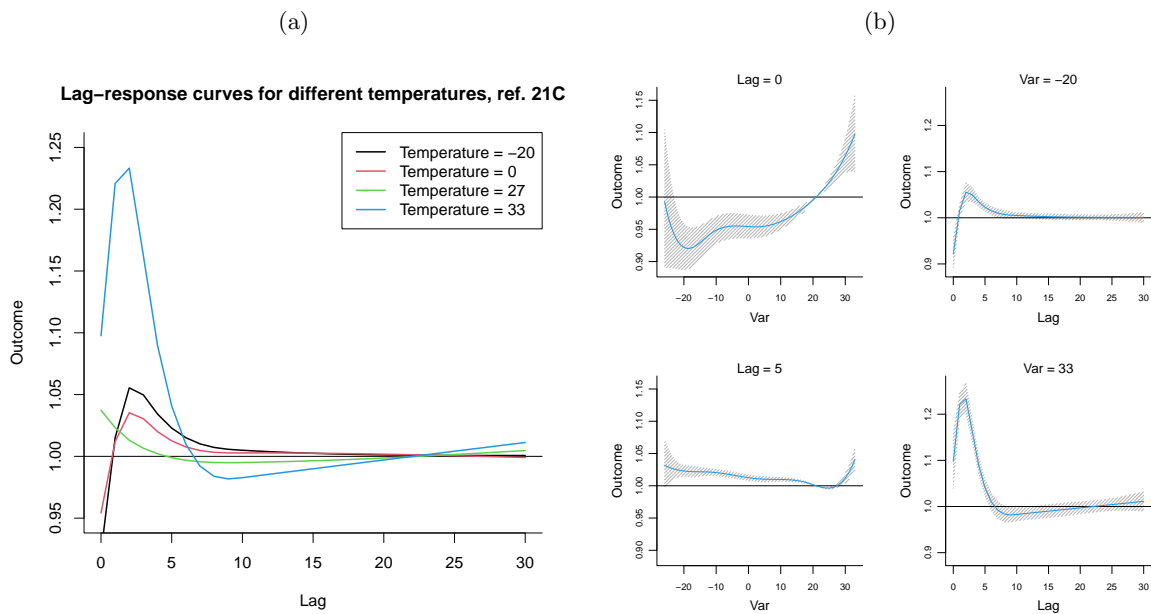 (a)
Lag−response curves for different temperatures, ref. 21C
Temperature = −20
Temperature = 0
Temperature = 27
Temperature = 33
1.25
1.20
1.15
1.10
1.05
1.00
0.95
Outcome
0 5 10 15 20 25 30
Lag
(b)
Lag = 0
1.15
1.10
1.05
1.00
0.95
0.90
Outcome
−20 −10 0 10 20 30
Var
Var = −20
1.2
1.1
1.0
0.9
Outcome
0 5 10 15 20 25 30
Lag
Lag = 5
1.15
1.10
1.05
1.00
0.95
0.90
Outcome
−20 −10 0 10 20 30
Var
Var = 33
1.2
1.1
1.0
0.9
Outcome
0 5 10 15 20 25 30
Lag